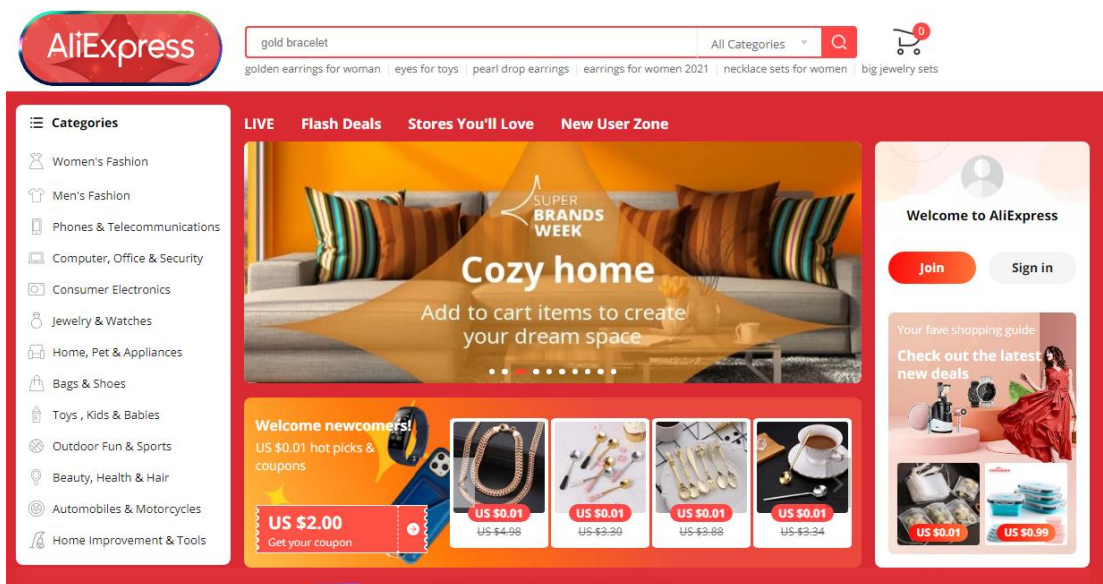 AliExpress
gold bracelet
All Categories
0
golden earrings for woman
eyes for toys
pearl drop earrings
earrings for women 2021
necklace sets for women
big jewelry sets
Categories
Women's Fashion
Men's Fashion
Phones & Telecommunications
Computer, Office & Security
Consumer Electronics
Jewelry & Watches
Home, Pet & Appliances
Bags & Shoes
Toys , Kids & Babies
Outdoor Fun & Sports
Beauty, Health & Hair
Automobiles & Motorcycles
Home Improvement & Tools
LIVE
Flash Deals
Stores You'll Love
New User Zone
SUPER
BRANDS
WEEK
Cozy home
Add to cart items to create
your dream space
Welcome newcomers!
US $0.01 hot picks &
coupons
US $2.00
Get your coupon
US $0.01
US $4.98
US $0.01
US $3.30
US $0.01
US $3.88
US $0.01
US $3.34
Welcome to AliExpress
Join
Sign in
Your fave shopping guide
Check out the latest
new deals
US $0.01
US $0.99